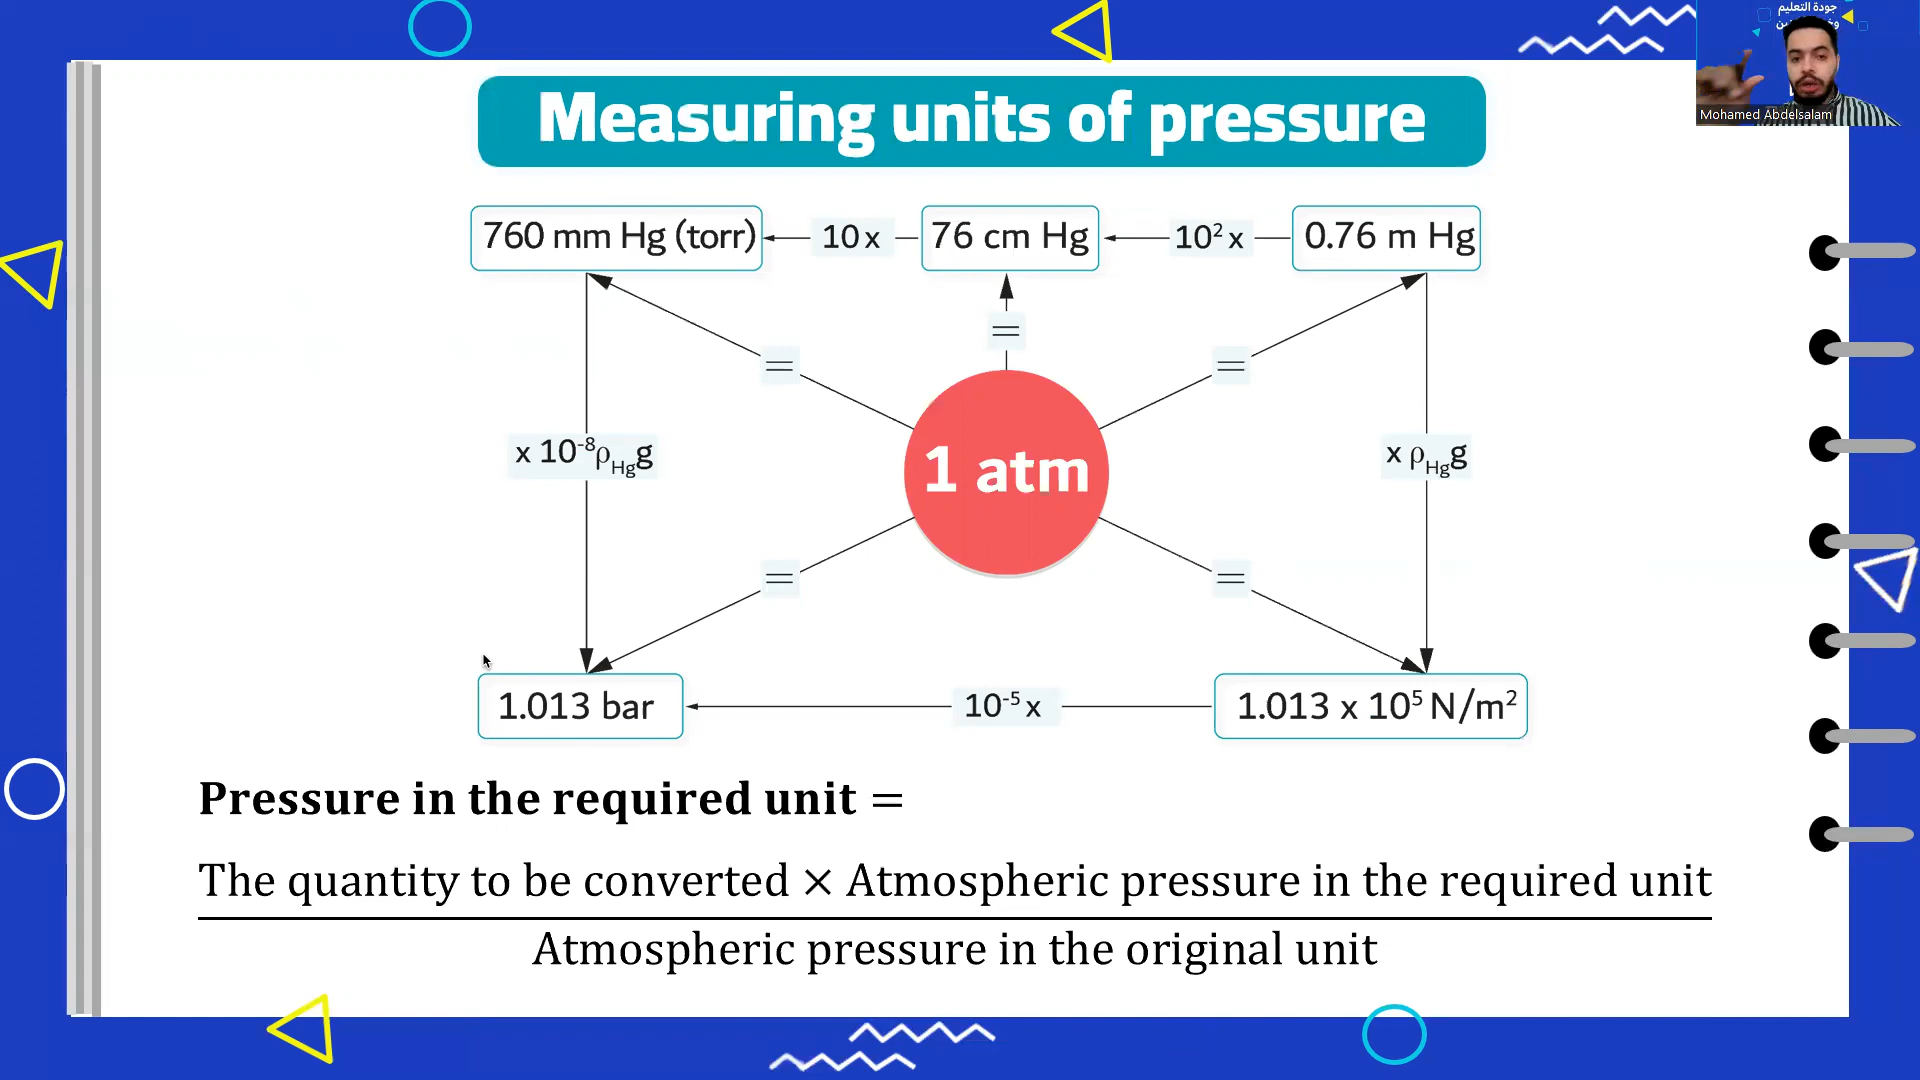 جودة التعليم
Mohamed Abdelsalam
Measuring units of pressure
760 mm Hg (torr)
10 x
76 cm Hg
10² x
0.76 m Hg
=
=
=
x 10⁻⁸ρHgg
1 atm
x ρHgg
=
=
1.013 bar
10⁻⁵ x
1.013 x 10⁵ N/m²
Pressure in the required unit =
The quantity to be converted × Atmospheric pressure in the required unit
Atmospheric pressure in the original unit